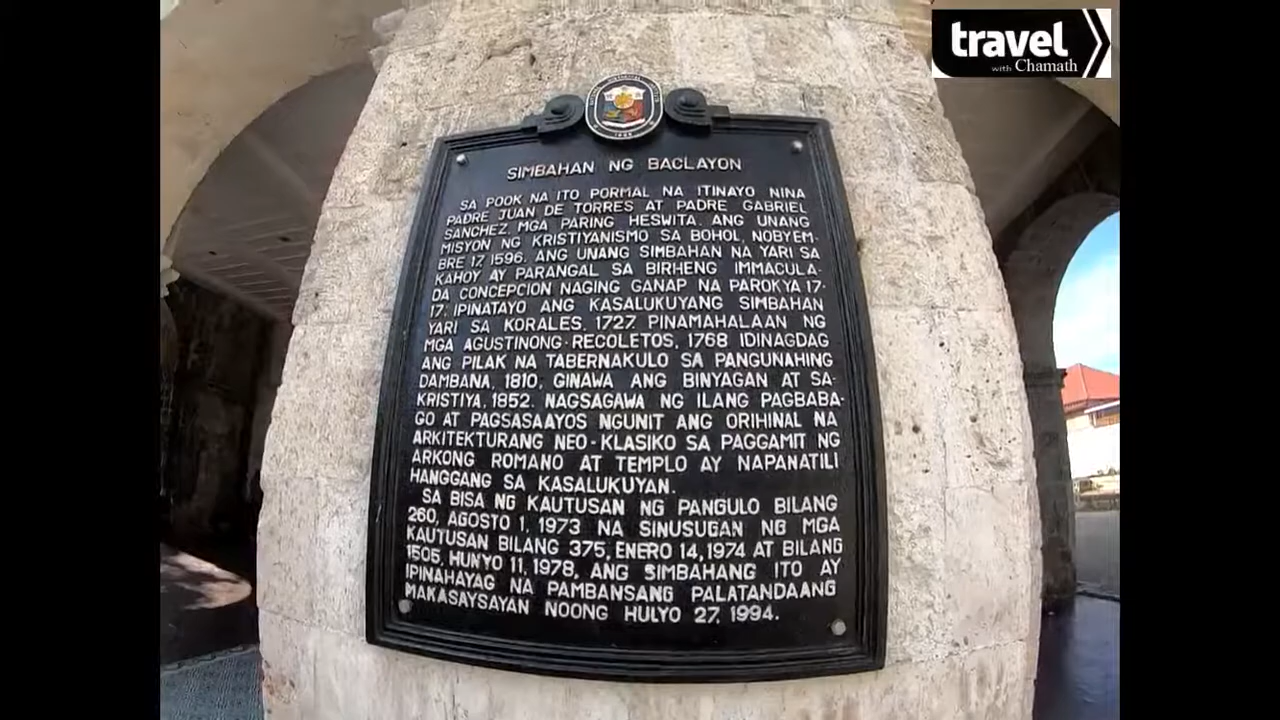 travel
with Chamath
SIMBAHAN NG BACLAYON
SA POOK NA ITO PORMAL NA ITINAYO NINA
PADRE JUAN DE TORRES AT PADRE GABRIEL
SANCHEZ, MGA PARING HESWITA. ANG UNANG
MISYON NG KRISTIYANISMO SA BOHOL, NOBYEM-
BRE 17, 1596. ANG UNANG SIMBAHAN NA YARI SA
KAHOY AY PARANGAL SA BIRHENG IMMACULA-
DA CONCEPCION NAGING GANAP NA PAROKYA 17-
17. IPINATAYO ANG KASALUKUYANG SIMBAHAN
YARI SA KORALES, 1727 PINAMAHALAAN NG
MGA AGUSTINONG-RECOLETOS, 1768 IDINAGDAG
ANG PILAK NA TABERNAKULO SA PANGUNAHING
DAMBANA, 1810, GINAWA ANG BINYAGAN AT SA-
KRISTIYA, 1852. NAGSAGAWA NG ILANG PAGBABA-
GO AT PAGSASAAYOS NGUNIT ANG ORIHINAL NA
ARKITEKTURANG NEO-KLASIKO SA PAGGAMIT NG
ARKONG ROMANO AT TEMPLO AY NAPANATILI
HANGGANG SA KASALUKUYAN.
SA BISA NG KAUTUSAN NG PANGULO BILANG
260, AGOSTO 1, 1973 NA SINUSUGAN NG MGA
KAUTUSAN BILANG 375, ENERO 14, 1974 AT BILANG
1505, HUNYO 11, 1978, ANG SIMBAHANG ITO AY
IPINAHAYAG NA PAMBANSANG PALATANDAANG
MAKASAYSAYAN NOONG HULYO 27, 1994.